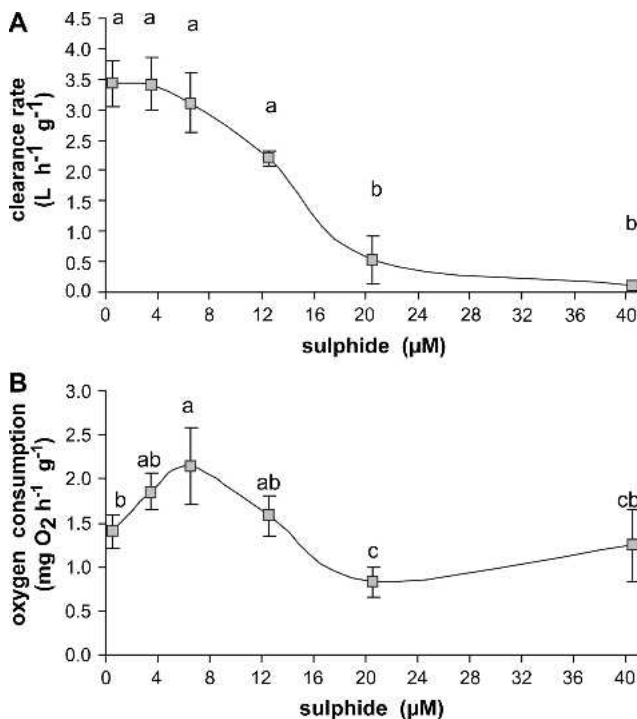 A
a a a a b b
4.5
4.0
3.5
3.0
2.5
2.0
1.5
1.0
0.5
0.0
clearance rate
(L h⁻¹ g⁻¹)
0 4 8 12 16 20 24 28 32 36 40
sulphide (µM)
B
b ab a ab c cb
3.0
2.5
2.0
1.5
1.0
0.5
0.0
oxygen consumption
(mg O₂ h⁻¹ g⁻¹)
0 4 8 12 16 20 24 28 32 36 40
sulphide (µM)